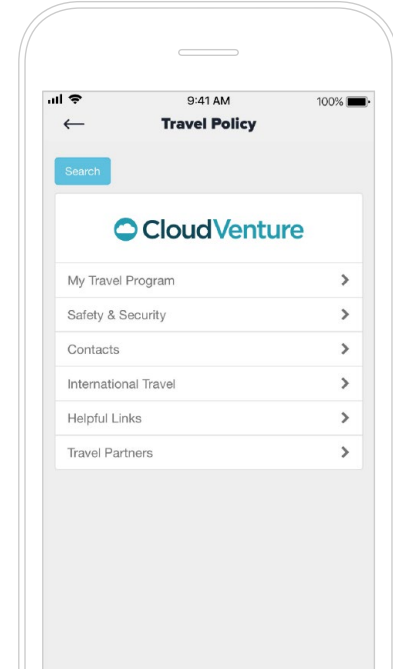 9:41 AM 100%
Travel Policy
Search
CloudVenture
My Travel Program
Safety & Security
Contacts
International Travel
Helpful Links
Travel Partners